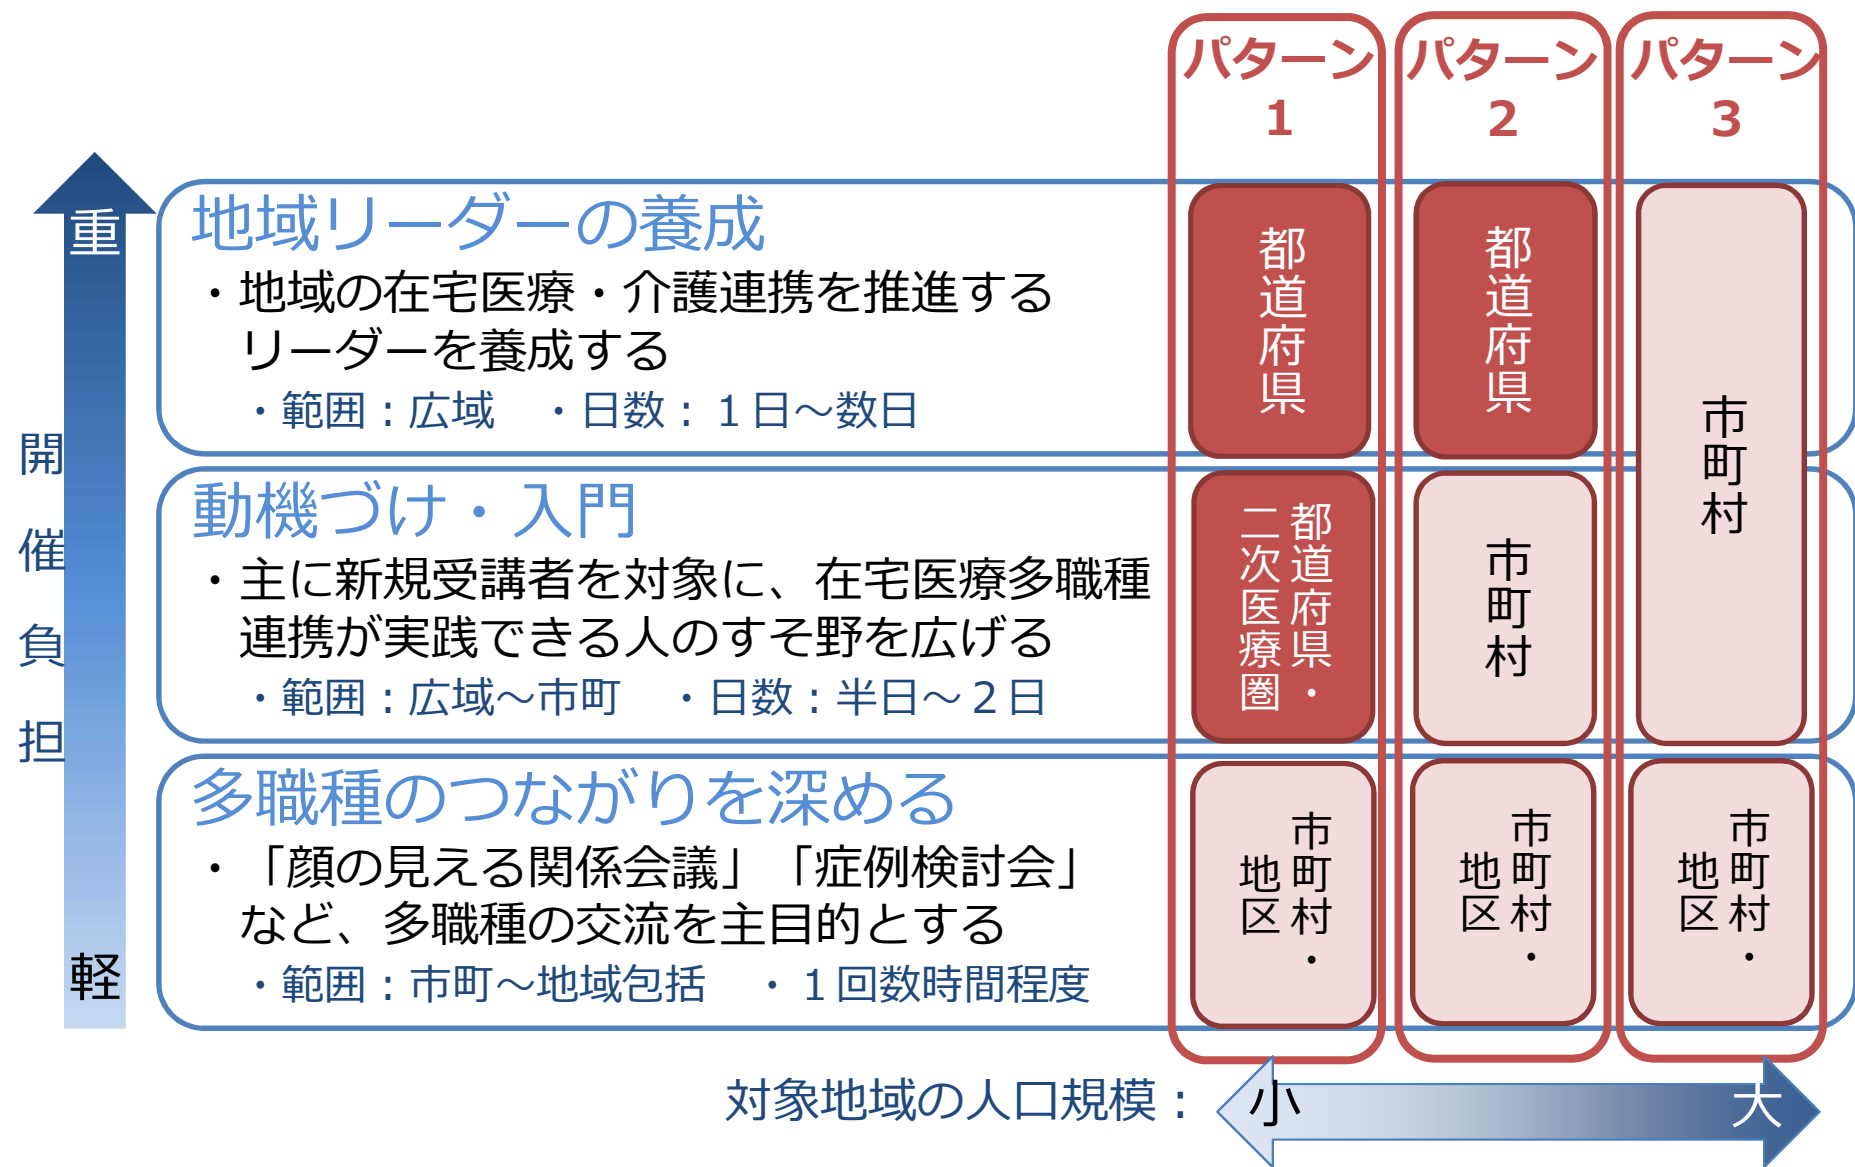 パターン
1
パターン
2
パターン
3
重
開催負担
軽
地域リーダーの養成
・地域の在宅医療・介護連携を推進する
リーダーを養成する
・範囲：広域　・日数：１日～数日
都道府県
都道府県
市町村
動機づけ・入門
・主に新規受講者を対象に、在宅医療多職種
連携が実践できる人のすそ野を広げる
・範囲：広域～市町　・日数：半日～２日
都道府県・
二次医療圏
市町村
多職種のつながりを深める
・「顔の見える関係会議」「症例検討会」
など、多職種の交流を主目的とする
・範囲：市町～地域包括　・１回数時間程度
市町村・
地区
市町村・
地区
市町村・
地区
対象地域の人口規模：
小
大